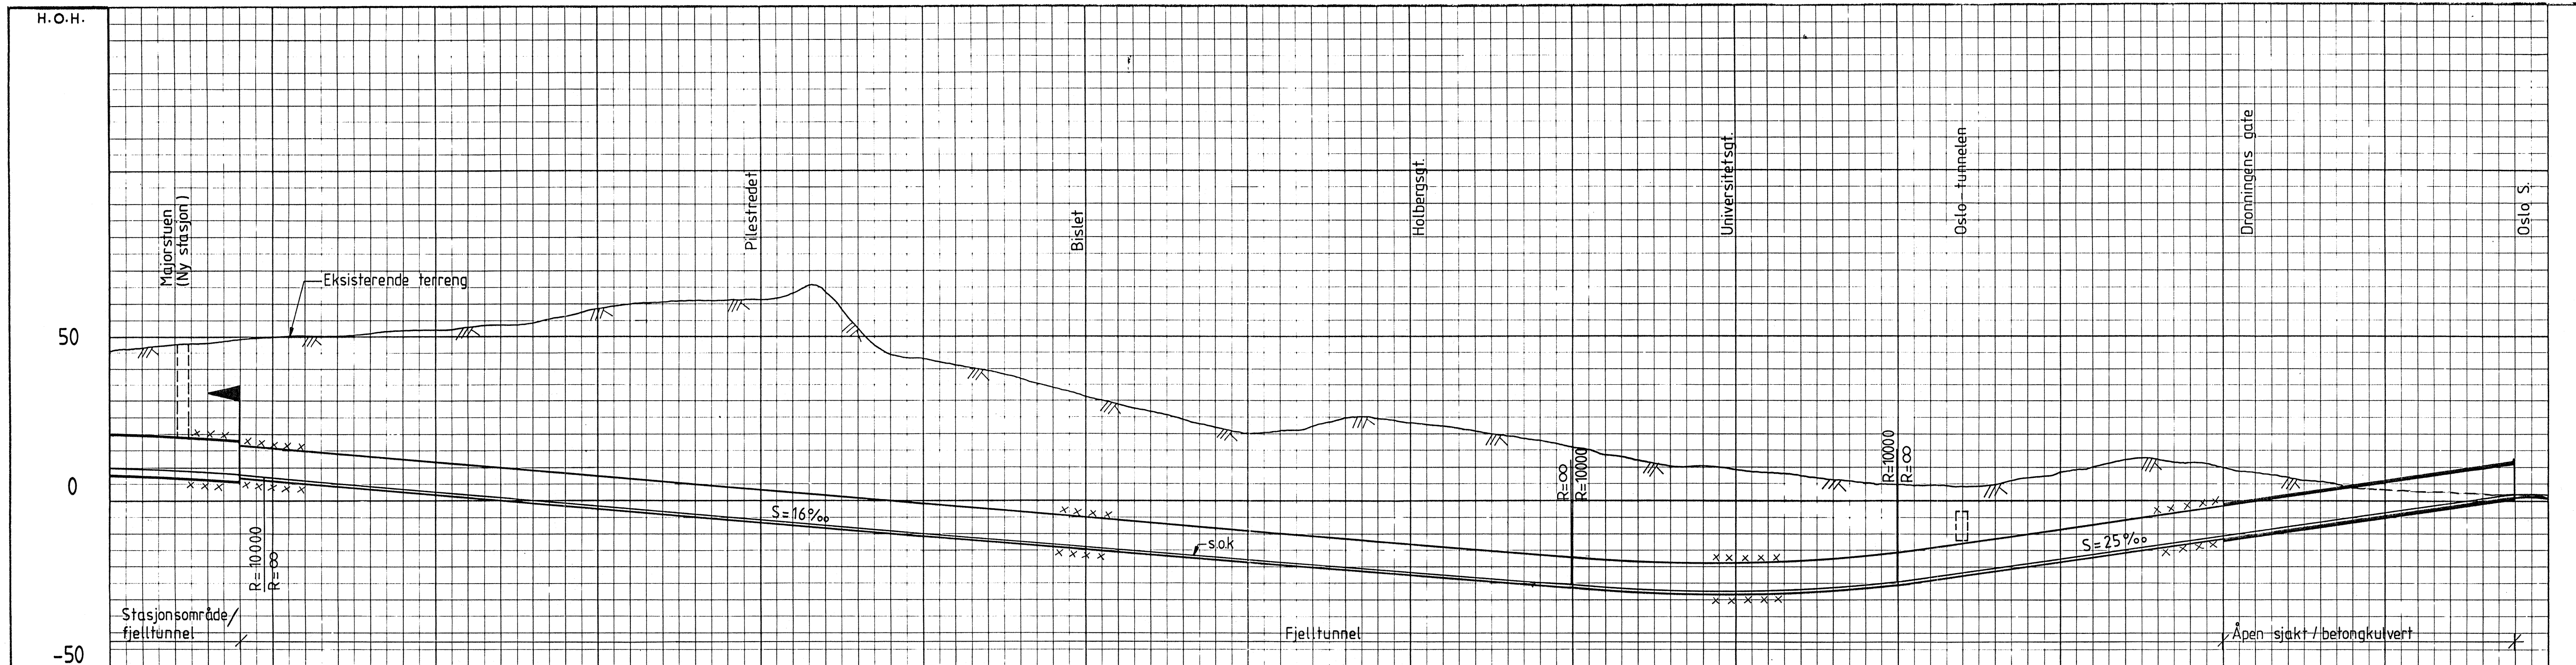 H.O.H.
50
0
-50
Majorstuen
(Ny stasjon)
Pilestredet
Bislet
Holbergsgt.
Universitetsgt.
Oslo-tunnelen
Dronningens gate
Oslo S.
Eksisterende terreng
R=10000
R=∞
S=16‰
s.o.k
R=∞
R=10000
R=10000
R=∞
S=25‰
Stasjonsområde/
fjelltunnel
Fjelltunnel
Åpen sjakt/betongkulvert